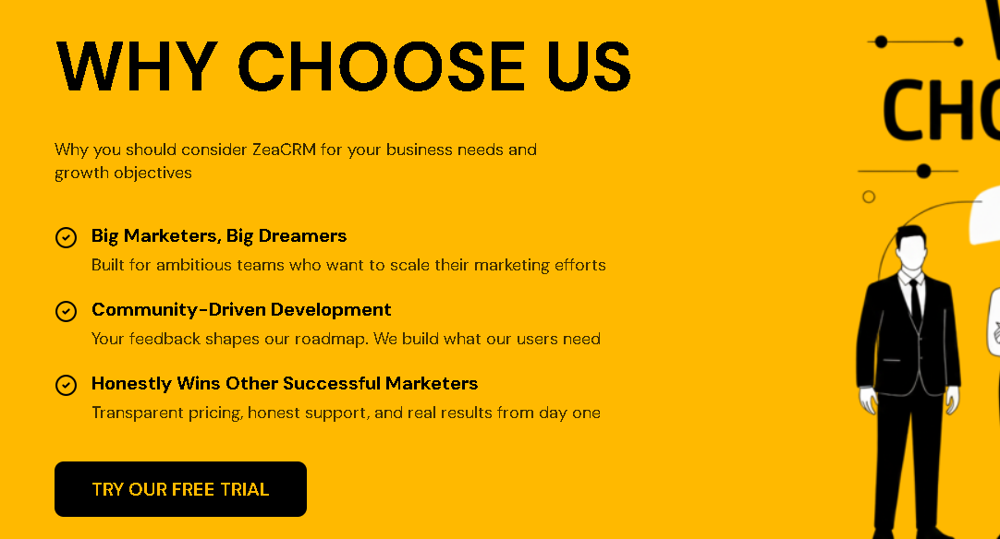 WHY CHOOSE US
Why you should consider ZeaCRM for your business needs and
growth objectives
Big Marketers, Big Dreamers
Built for ambitious teams who want to scale their marketing efforts
Community-Driven Development
Your feedback shapes our roadmap. We build what our users need
Honestly Wins Other Successful Marketers
Transparent pricing, honest support, and real results from day one
TRY OUR FREE TRIAL